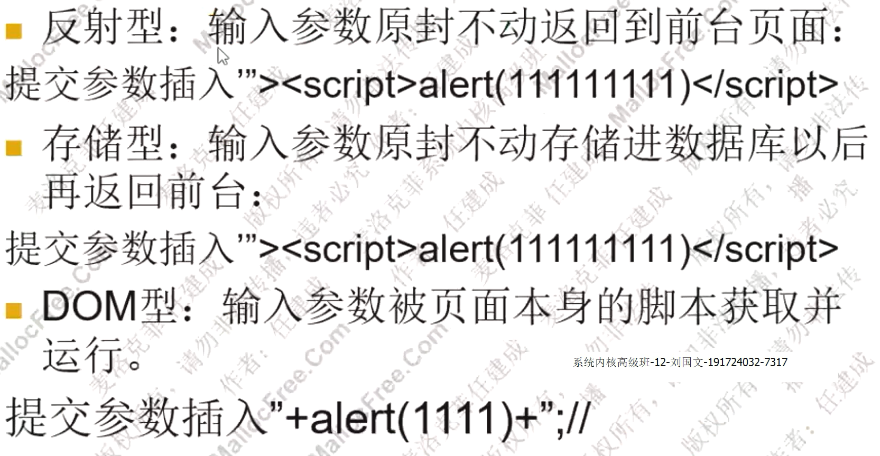 反射型：输入参数原封不动返回到前台页面：
提交参数插入’”><script>alert(111111111)</script>
存储型：输入参数原封不动存储进数据库以后
再返回前台：
提交参数插入’”><script>alert(111111111)</script>
DOM型：输入参数被页面本身的脚本获取并
运行。
系统内核高级班-12-刘国文-191724032-7317
提交参数插入”+alert(1111)+”;//